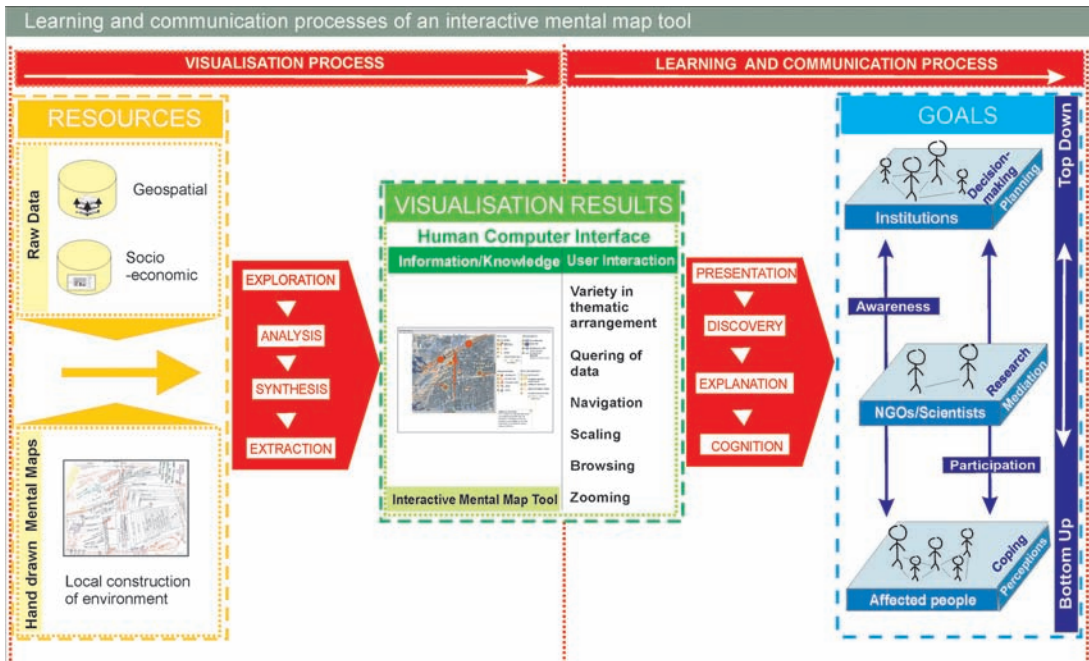 Learning and communication processes of an interactive mental map tool
VISUALISATION PROCESS
LEARNING AND COMMUNICATION PROCESS
RESOURCES
Raw Data
Geospatial
Socio
-economic
Hand drawn Mental Maps
Local construction
of environment
EXPLORATION
ANALYSIS
SYNTHESIS
EXTRACTION
VISUALISATION RESULTS
Human Computer Interface
Information/Knowledge
User Interaction
Variety in
thematic
arrangement
Quering of
data
Navigation
Scaling
Browsing
Zooming
Interactive Mental Map Tool
PRESENTATION
DISCOVERY
EXPLANATION
COGNITION
GOALS
Top Down
Decision-
making
Planning
Institutions
Awareness
Research
Mediation
NGOs/Scientists
Participation
Coping
Perceptions
Affected people
Bottom Up